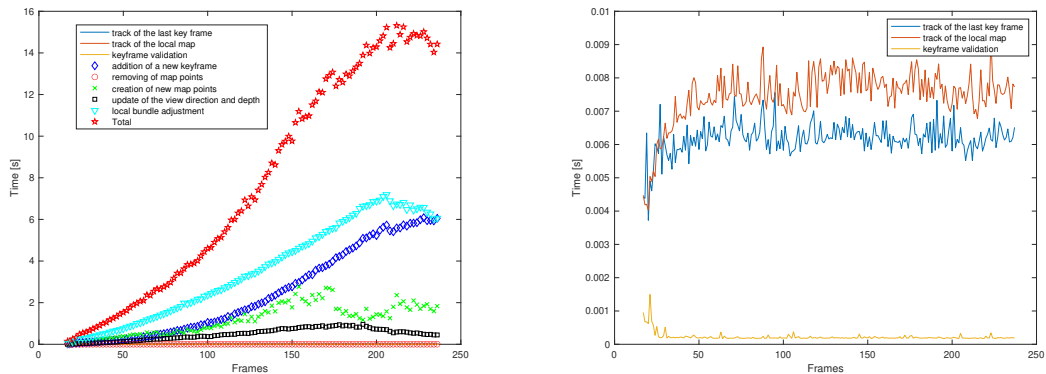 16
14
12
10
8
6
4
2
0
Time [s]
0 50 100 150 200 250
Frames
track of the last key frame
track of the local map
keyframe validation
addition of a new keyframe
removing of map points
creation of new map points
update of the view direction and depth
local bundle adjustment
Total
0.01
0.009
0.008
0.007
0.006
0.005
0.004
0.003
0.002
0.001
0
Time [s]
0 50 100 150 200 250
Frames
track of the last key frame
track of the local map
keyframe validation